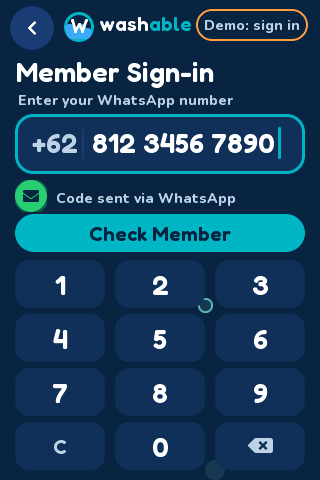 washable
Demo: sign in
Member Sign-in
Enter your WhatsApp number
+62 812 3456 7890
Code sent via WhatsApp
Check Member
1 2 3
4 5 6
7 8 9
C 0